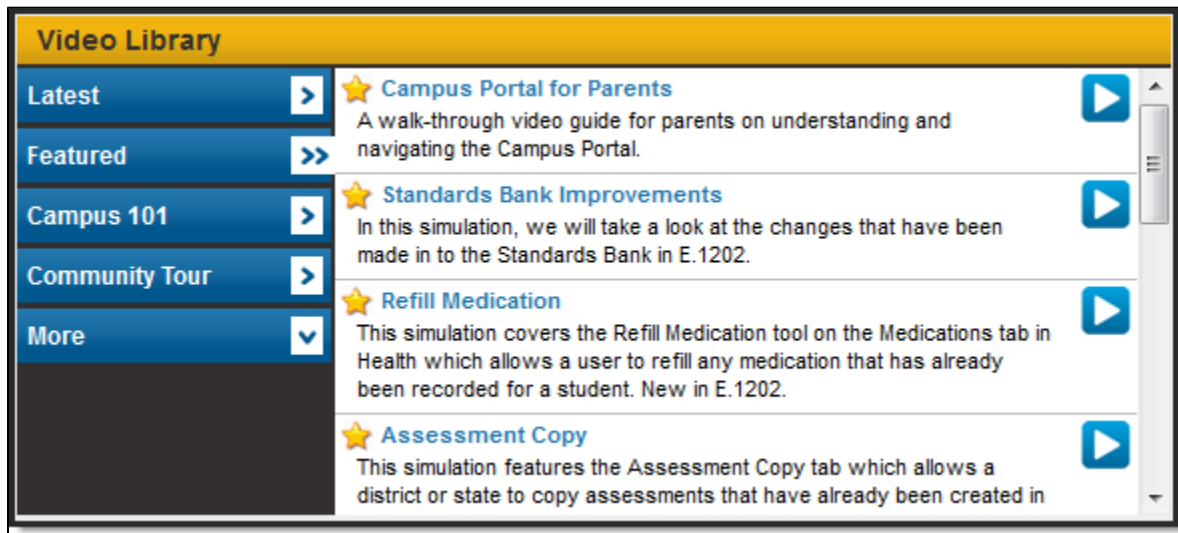 Video Library
Latest
Featured
Campus 101
Community Tour
More
Campus Portal for Parents
A walk-through video guide for parents on understanding and
navigating the Campus Portal.
Standards Bank Improvements
In this simulation, we will take a look at the changes that have been
made in to the Standards Bank in E.1202.
Refill Medication
This simulation covers the Refill Medication tool on the Medications tab in
Health which allows a user to refill any medication that has already
been recorded for a student. New in E.1202.
Assessment Copy
This simulation features the Assessment Copy tab which allows a
district or state to copy assessments that have already been created in